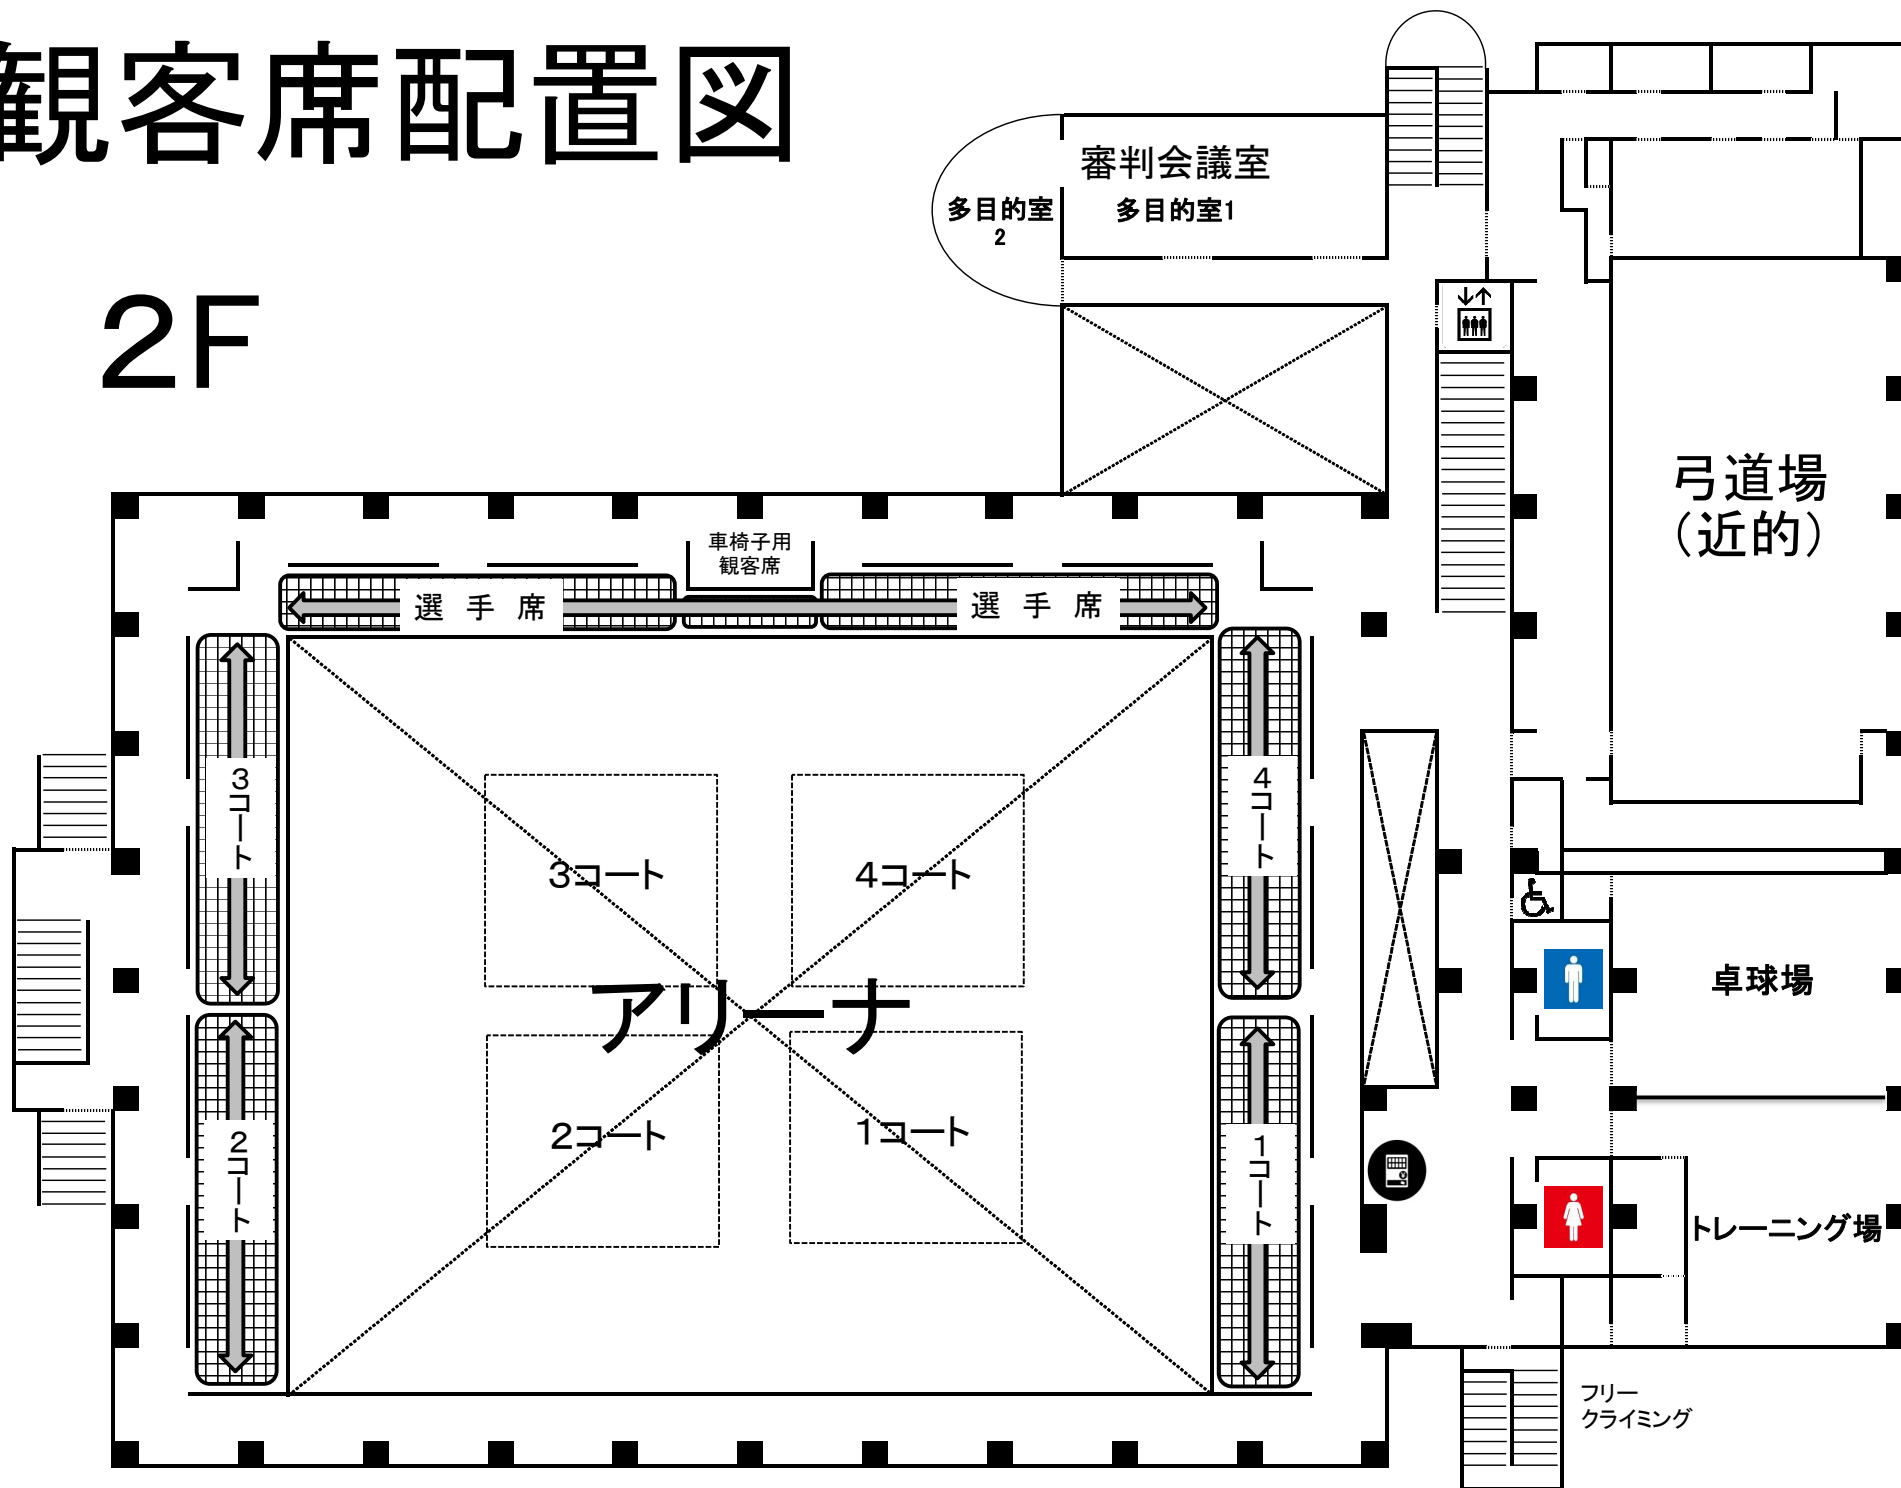 観客席配置図
審判会議室
多目的室
2
多目的室1
2F
弓道場
（近的）
車椅子用
観客席
選 手 席
選 手 席
3コート
4コート
3コート
4コート
アリーナ
卓球場
2コート
1コート
2コート
1コート
トレーニング場
フリー
クライミング